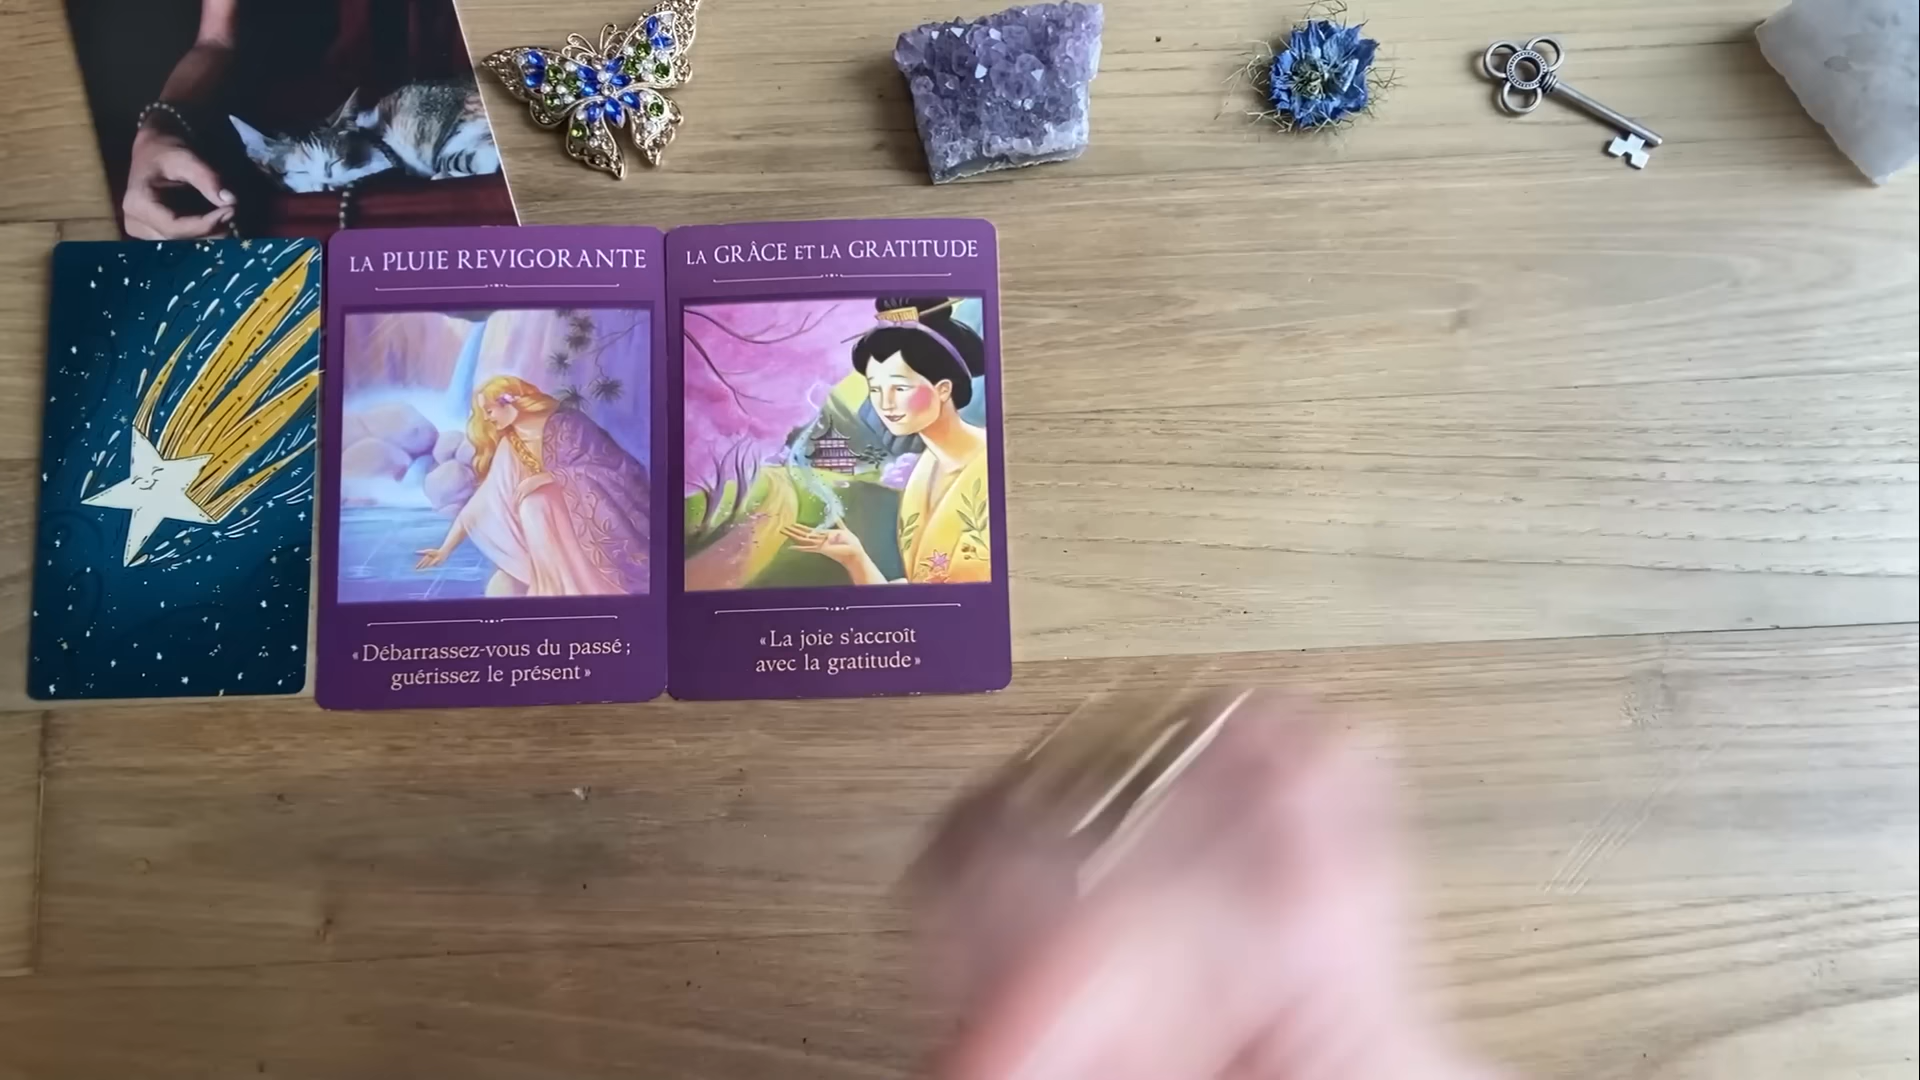 LA PLUIE REVIGORANTE
«Débarrassez-vous du passé;
guérissez le présent»
LA GRÂCE ET LA GRATITUDE
«La joie s'accroît
avec la gratitude»